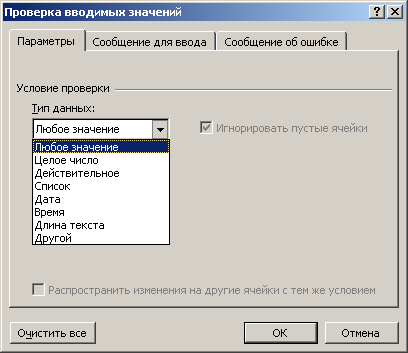 Проверка вводимых значений
Параметры Сообщение для ввода Сообщение об ошибке
Условие проверки
Тип данных:
Любое значение Игнорировать пустые ячейки
Любое значение
Целое число
Действительное
Список
Дата
Время
Длина текста
Другой
Распространить изменения на другие ячейки с тем же условием
Очистить все ОК Отмена